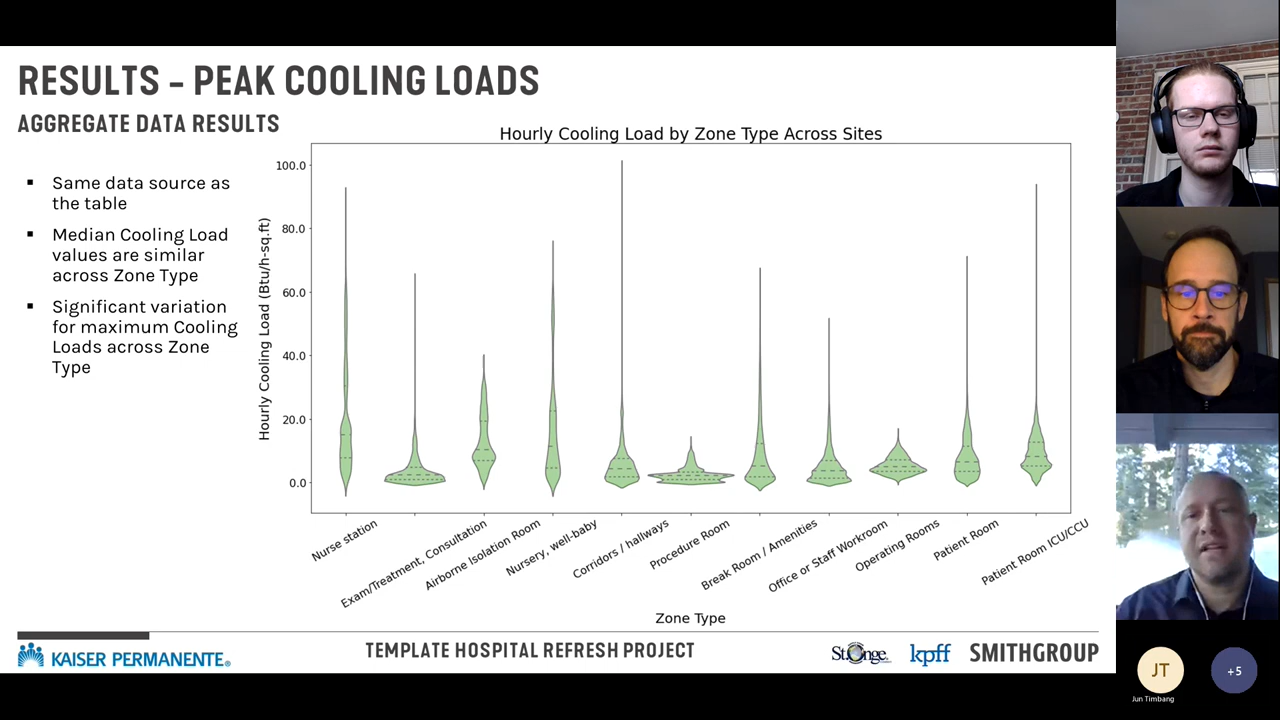 RESULTS - PEAK COOLING LOADS
AGGREGATE DATA RESULTS
▪ Same data source as
the table
▪ Median Cooling Load
values are similar
across Zone Type
▪ Significant variation
for maximum Cooling
Loads across Zone
Type
Hourly Cooling Load by Zone Type Across Sites
Hourly Cooling Load (Btu/h-sq.ft)
100.0
80.0
60.0
40.0
20.0
0.0
Nurse station
Exam/Treatment, Consultation
Airborne Isolation Room
Nursery, well-baby
Corridors / hallways
Procedure Room
Break Room / Amenities
Office or Staff Workroom
Operating Rooms
Patient Room
Patient Room ICU/CCU
Zone Type
KAISER PERMANENTE®
TEMPLATE HOSPITAL REFRESH PROJECT
St.Onge
kpff
SMITHGROUP
JT
+5
Jun Timbang